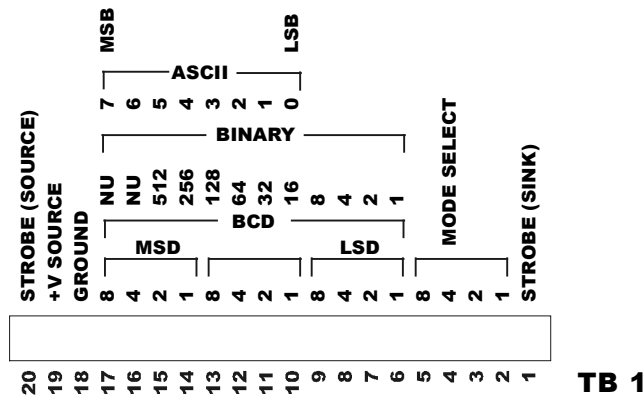 MSB LSB
ASCII
7 6 5 4 3 2 1 0
BINARY
NU NU 512 256 128 64 32 16 8 4 2 1
BCD
MSD LSD
STROBE (SOURCE) +V SOURCE GROUND 8 4 2 1 8 4 2 1 8 4 2 1 MODE SELECT 8 4 2 1 STROBE (SINK)
20 19 18 17 16 15 14 13 12 11 10 9 8 7 6 5 4 3 2 1 TB 1